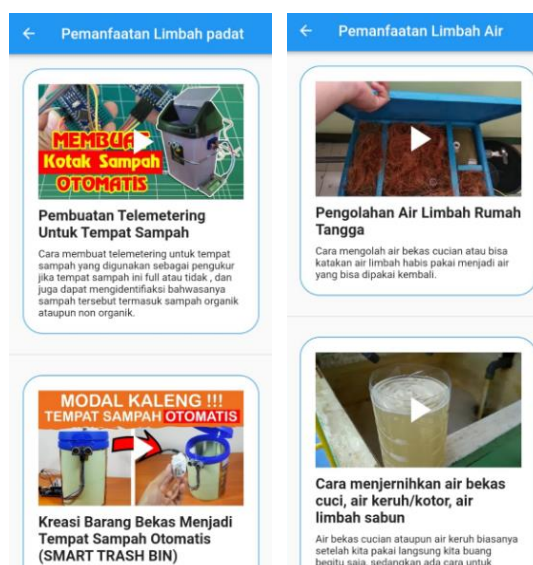 Pemanfaatan Limbah padat
MEMBUAT
Kotak Sampah
OTOMATIS
Pembuatan Telemetering
Untuk Tempat Sampah
Cara membuat telemetering untuk tempat
sampah yang digunakan sebagai pengukur
jika tempat sampah ini full atau tidak , dan
juga dapat mengidentifiaksi bahwasanya
sampah tersebut termasuk sampah organik
ataupun non organik.
MODAL KALENG !!!
TEMPAT SAMPAH OTOMATIS
Kreasi Barang Bekas Menjadi
Tempat Sampah Otomatis
(SMART TRASH BIN)
Pemanfaatan Limbah Air
Pengolahan Air Limbah Rumah
Tangga
Cara mengolah air bekas cucian atau bisa
katakan air limbah habis pakai menjadi air
yang bisa dipakai kembali.
Cara menjernihkan air bekas
cuci, air keruh/kotor, air
limbah sabun
Air bekas cucian ataupun air keruh biasanya
setelah kita pakai langsung kita buang
begitu saja, sedangkan ada cara untuk